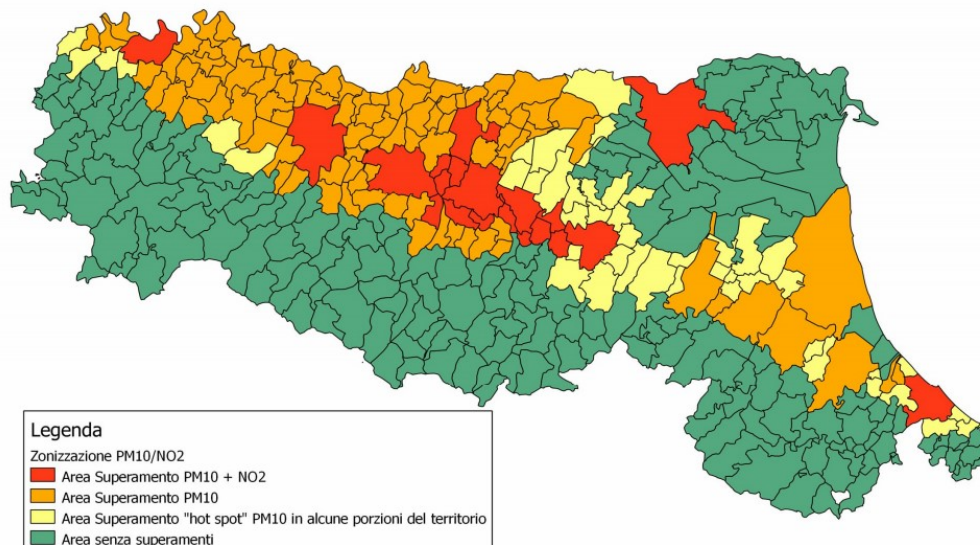 Legenda
Zonizzazione PM10/NO2
Area Superamento PM10 + NO2
Area Superamento PM10
Area Superamento "hot spot" PM10 in alcune porzioni del territorio
Area senza superamenti